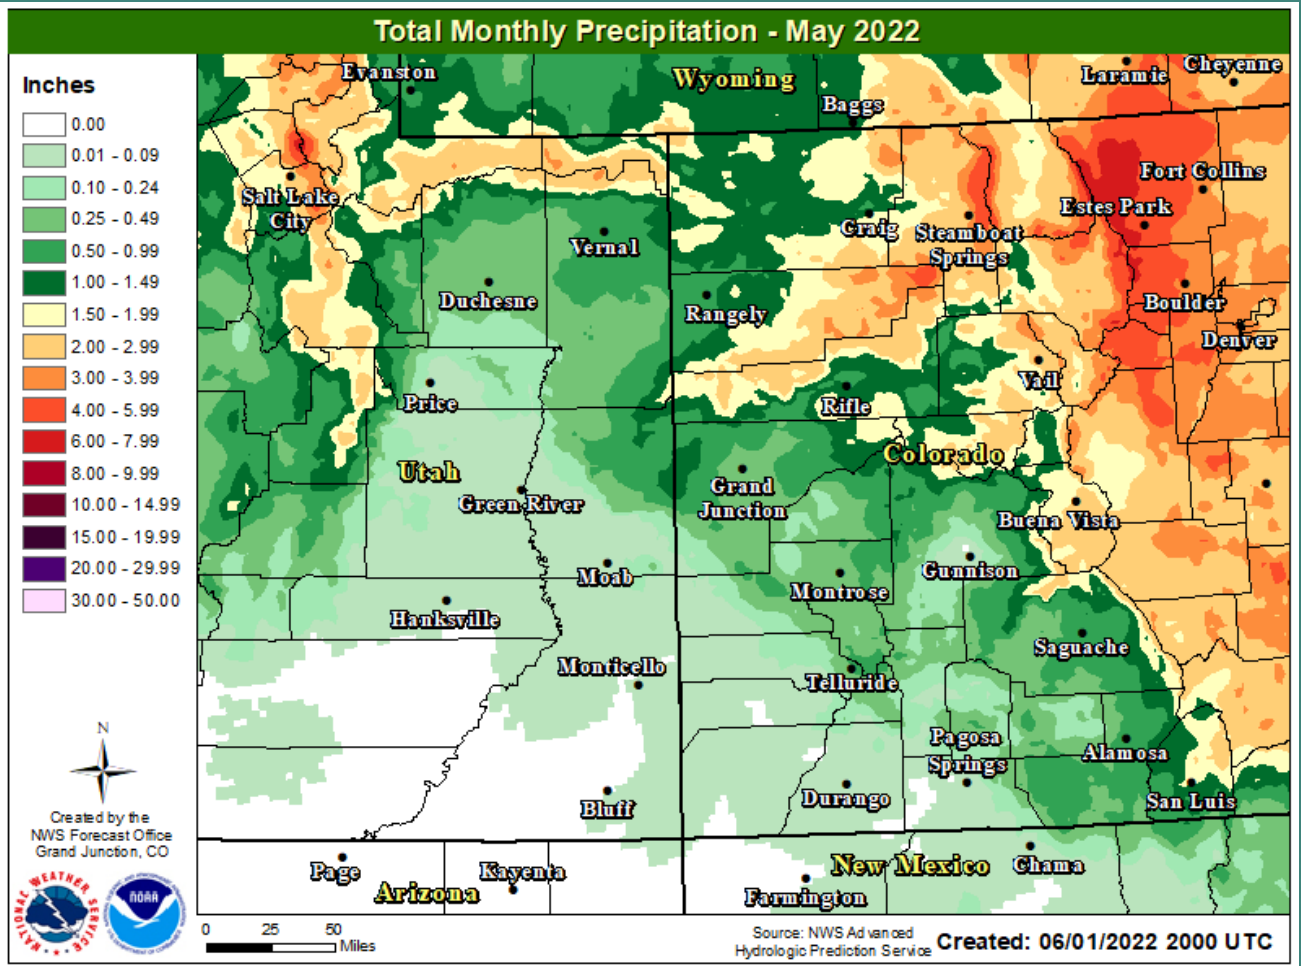 Total Monthly Precipitation - May 2022
Inches
0.00
0.01 - 0.09
0.10 - 0.24
0.25 - 0.49
0.50 - 0.99
1.00 - 1.49
1.50 - 1.99
2.00 - 2.99
3.00 - 3.99
4.00 - 5.99
6.00 - 7.99
8.00 - 9.99
10.00 - 14.99
15.00 - 19.99
20.00 - 29.99
30.00 - 50.00
N
Created by the
NWS Forecast Office
Grand Junction, CO
NATIONAL WEATHER SERVICE
NOAA
Evanston
Wyoming
Baggs
Laramie
Cheyenne
Salt Lake
City
Fort Collins
Estes Park
Craig
Steamboat
Springs
Vernal
Duchesne
Rangely
Boulder
Denver
Vail
Price
Rifle
Utah
Colorado
Green River
Grand
Junction
Buena Vista
Moab
Montrose
Gunnison
Hanksville
Saguache
Monticello
Telluride
Pagosa
Springs
Alamosa
Bluff
Durango
San Luis
Page
Kayenta
Arizona
New Mexico
Chama
Farmington
0 25 50
Miles
Source: NWS Advanced
Hydrologic Prediction Service
Created: 06/01/2022 2000 UTC